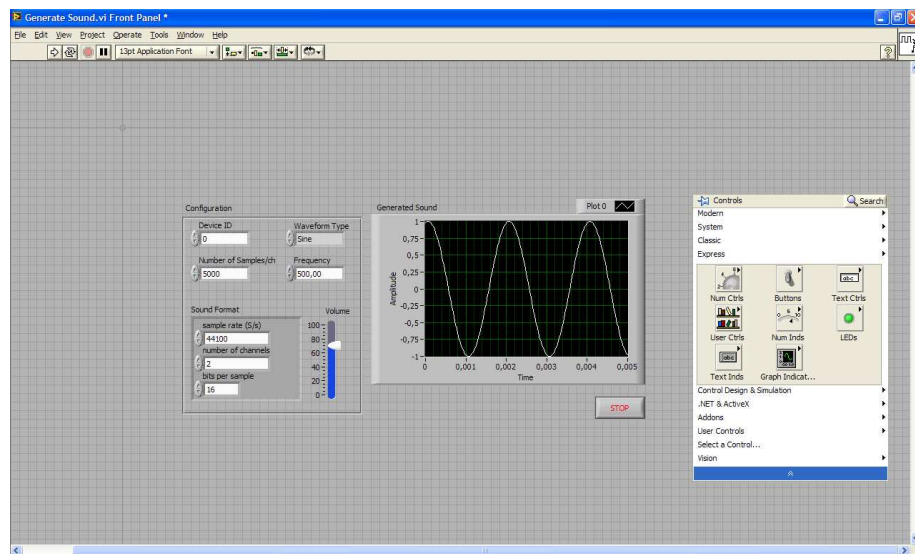 Generate Sound.vi Front Panel *
File Edit View Project Operate Tools Window Help
13pt Application Font
?
Configuration
Device ID
0
Waveform Type
Sine
Number of Samples/ch
5000
Frequency
500,00
Sound Format
sample rate (S/s)
44100
number of channels
2
bits per sample
16
Volume
100
80
60
40
20
0
Generated Sound
Plot 0
Amplitude
1
0,75
0,5
0,25
0
-0,25
-0,5
-0,75
-1
0 0,001 0,002 0,003 0,004 0,005
Time
STOP
Controls
Search
Modern
System
Classic
Express
Num Ctrls Buttons Text Ctrls
User Ctrls Num Inds LEDs
Text Inds Graph Indicat...
Control Design & Simulation
.NET & ActiveX
Addons
User Controls
Select a Control...
Vision